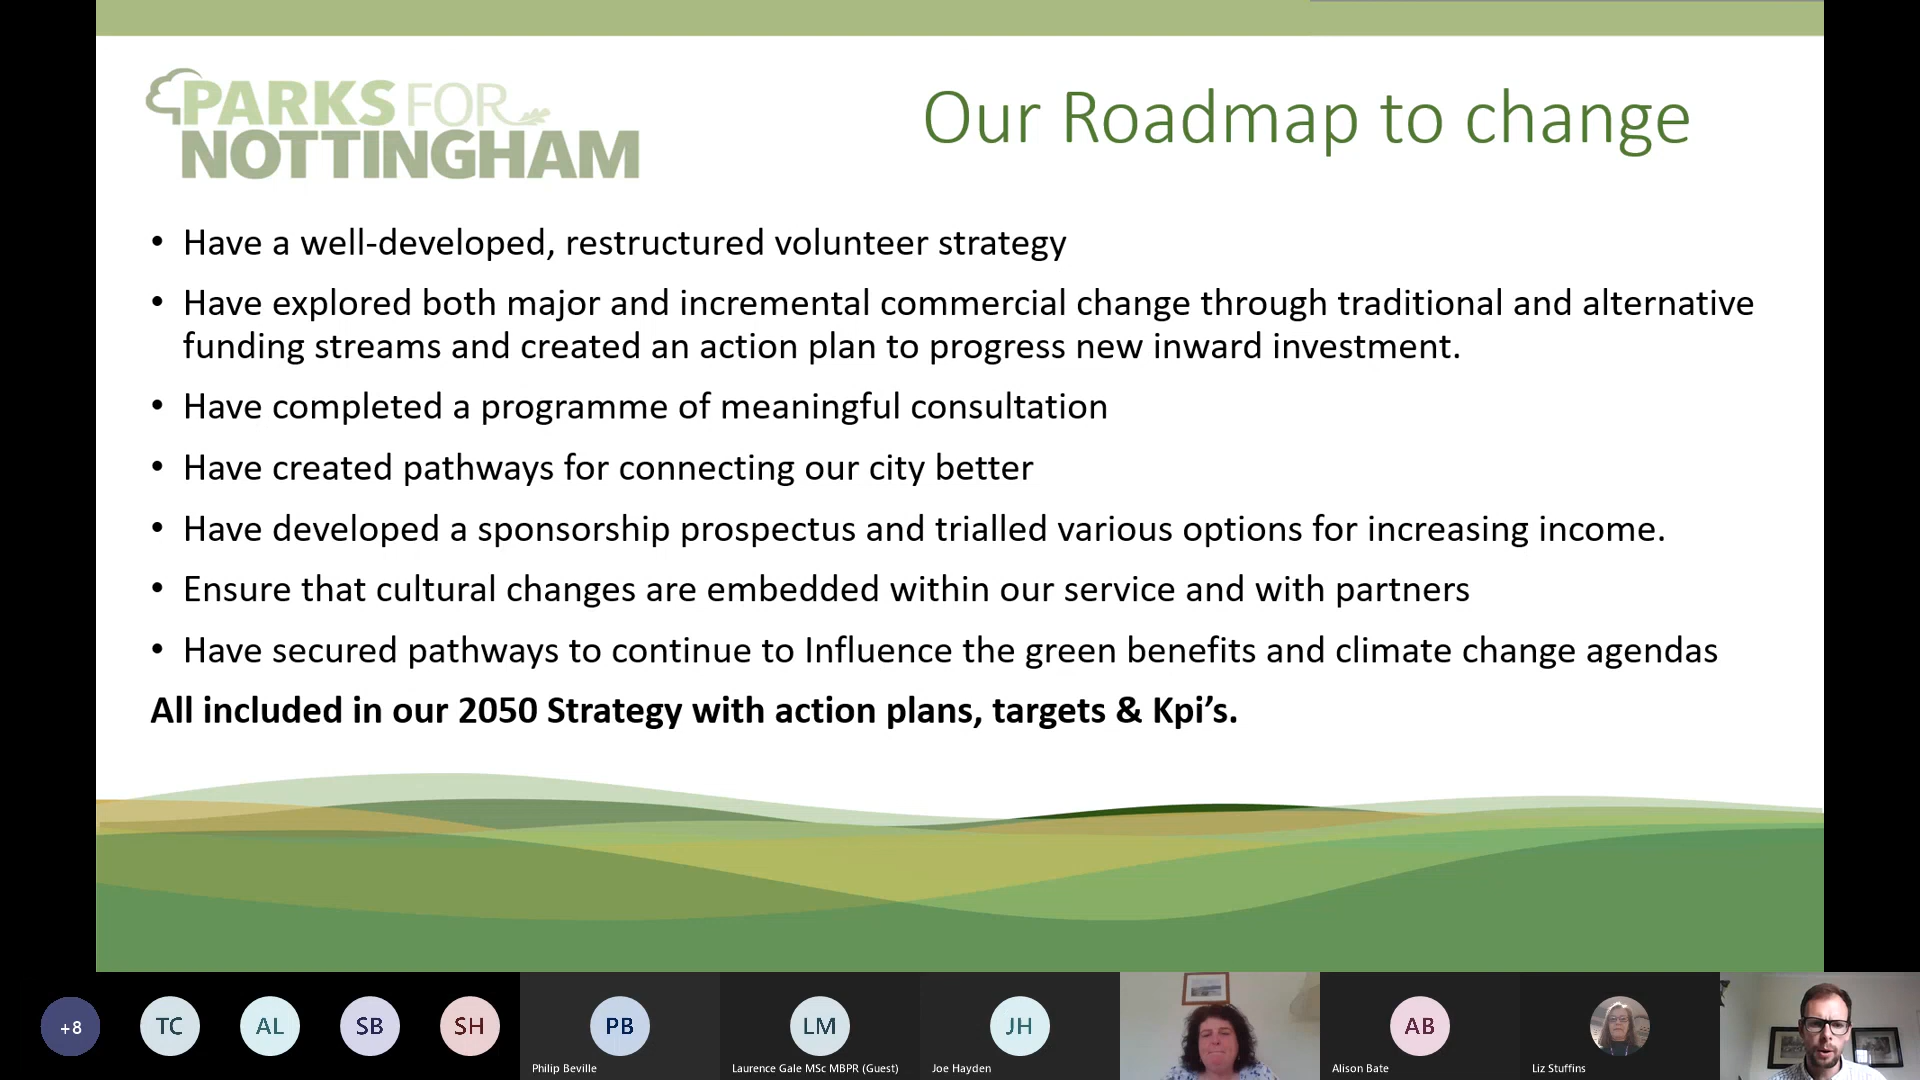 PARKS FOR
NOTTINGHAM
Our Roadmap to change
• Have a well-developed, restructured volunteer strategy
• Have explored both major and incremental commercial change through traditional and alternative
funding streams and created an action plan to progress new inward investment.
• Have completed a programme of meaningful consultation
• Have created pathways for connecting our city better
• Have developed a sponsorship prospectus and trialled various options for increasing income.
• Ensure that cultural changes are embedded within our service and with partners
• Have secured pathways to continue to Influence the green benefits and climate change agendas
All included in our 2050 Strategy with action plans, targets & Kpi’s.
+8
TC
AL
SB
SH
PB
LM
JH
AB
Philip Beville
Laurence Gale MSc MBPR (Guest)
Joe Hayden
Alison Bate
Liz Stuffins